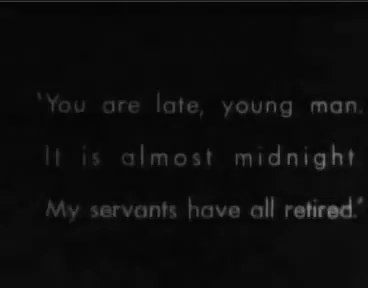 'You are late, young man.
It is almost midnight
My servants have all retired.'